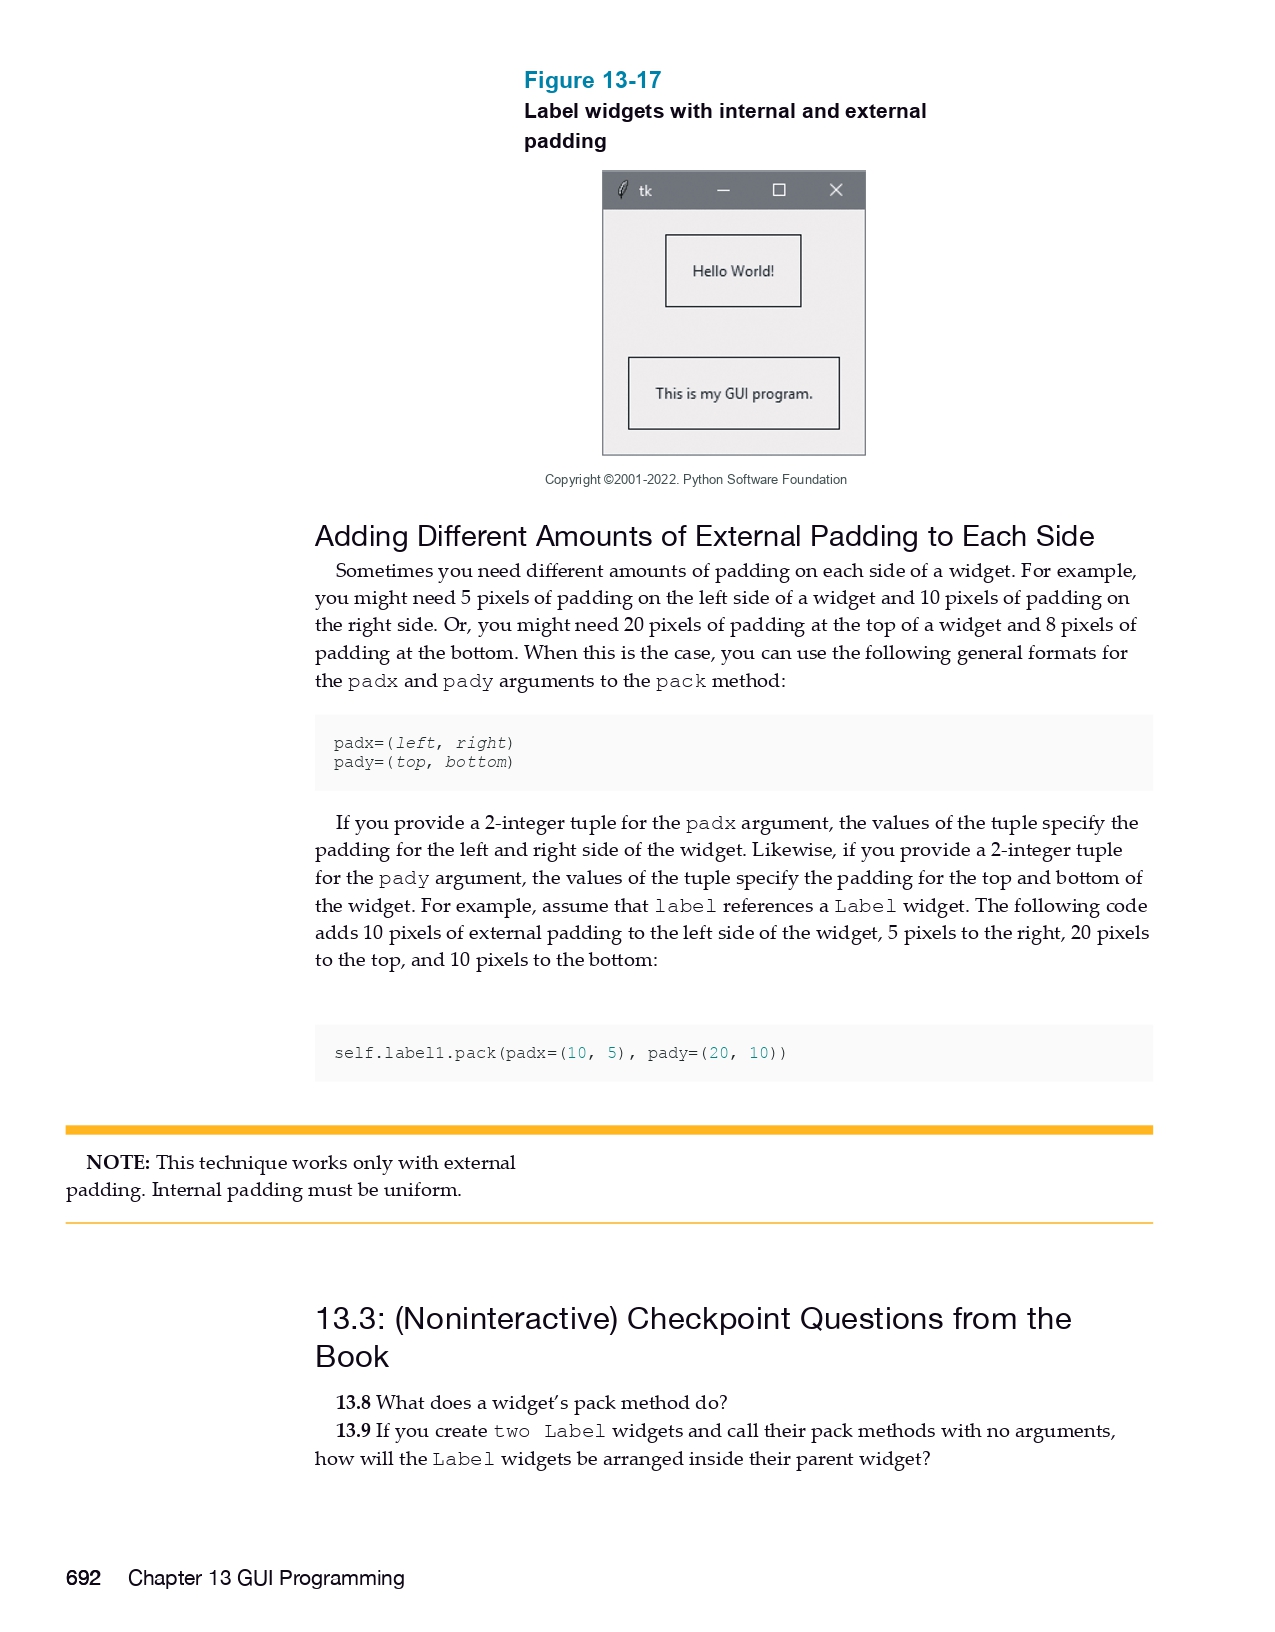 Figure 13-17
Label widgets with internal and external
padding
tk
Hello World!
This is my GUI program.
Copyright ©2001-2022. Python Software Foundation
Adding Different Amounts of External Padding to Each Side
Sometimes you need different amounts of padding on each side of a widget. For example,
you might need 5 pixels of padding on the left side of a widget and 10 pixels of padding on
the right side. Or, you might need 20 pixels of padding at the top of a widget and 8 pixels of
padding at the bottom. When this is the case, you can use the following general formats for
the padx and pady arguments to the pack method:
padx=(left, right)
pady=(top, bottom)
If you provide a 2-integer tuple for the padx argument, the values of the tuple specify the
padding for the left and right side of the widget. Likewise, if you provide a 2-integer tuple
for the pady argument, the values of the tuple specify the padding for the top and bottom of
the widget. For example, assume that label references a Label widget. The following code
adds 10 pixels of external padding to the left side of the widget, 5 pixels to the right, 20 pixels
to the top, and 10 pixels to the bottom:
self.label1.pack(padx=(10, 5), pady=(20, 10))
NOTE: This technique works only with external
padding. Internal padding must be uniform.
13.3: (Noninteractive) Checkpoint Questions from the
Book
13.8 What does a widget's pack method do?
13.9 If you create two Label widgets and call their pack methods with no arguments,
how will the Label widgets be arranged inside their parent widget?
692 Chapter 13 GUI Programming